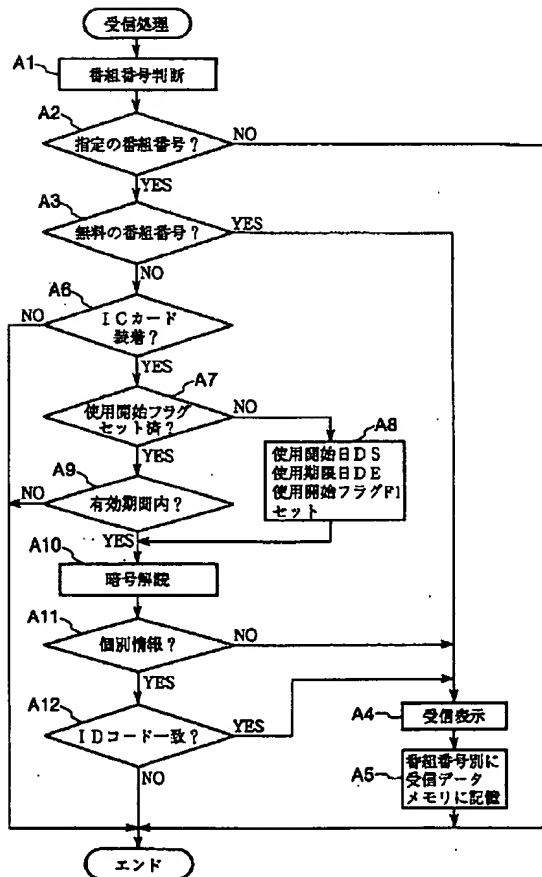 受信処理
A1
番組番号判断
A2
指定の番組番号？
NO
YES
A3
無料の番組番号？
YES
NO
A6
ICカード
装着？
NO
YES
A7
使用開始フラグ
セット済？
NO
YES
A8
使用開始日DS
使用期限日DE
使用開始フラグF1
セット
A9
有効期間内？
NO
YES
A10
暗号解読
A11
個別情報？
NO
YES
A12
IDコード一致？
YES
NO
A4
受信表示
A5
番組番号別に
受信データ
メモリに記憶
エンド